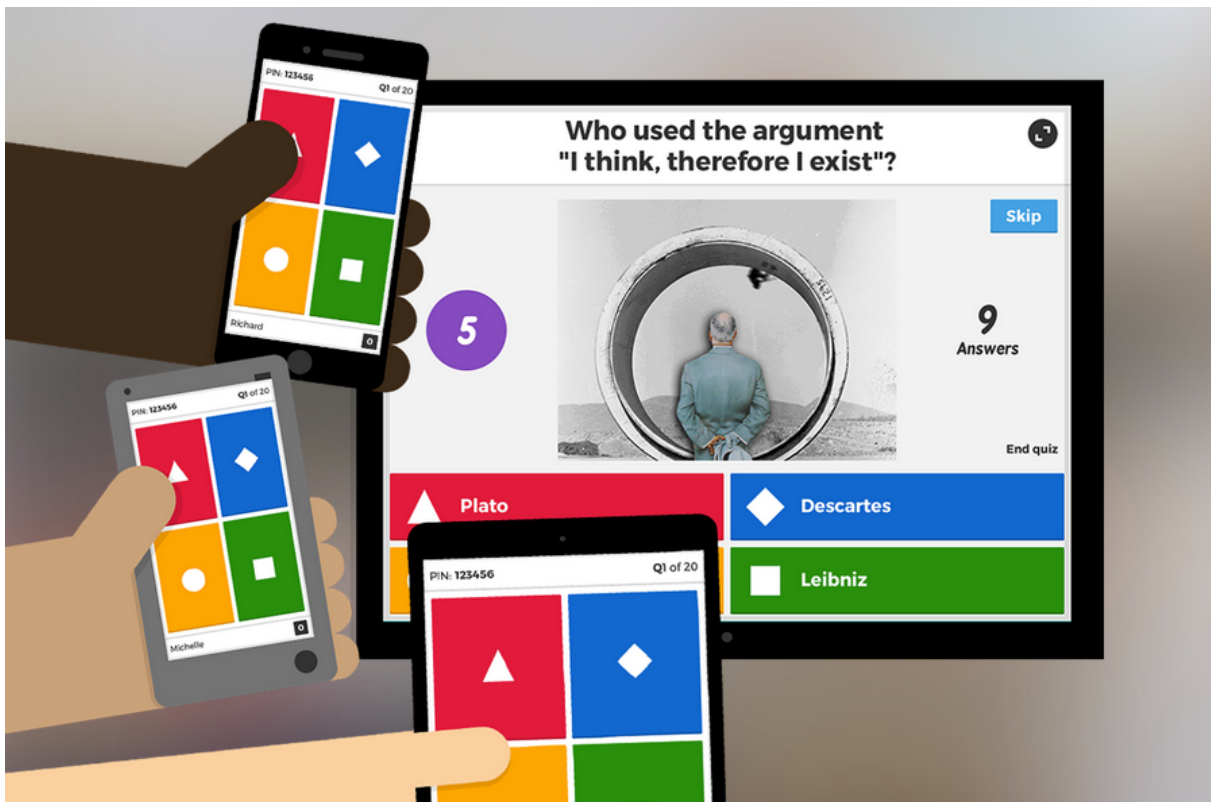 PIN: 123456
Q1 of 20
Richard
0
Who used the argument
"I think, therefore I exist"?
Skip
5
9
Answers
End quiz
Plato
Descartes
Leibniz
PIN: 123456
Q1 of 20
Michelle
0
PIN: 123456
Q1 of 20